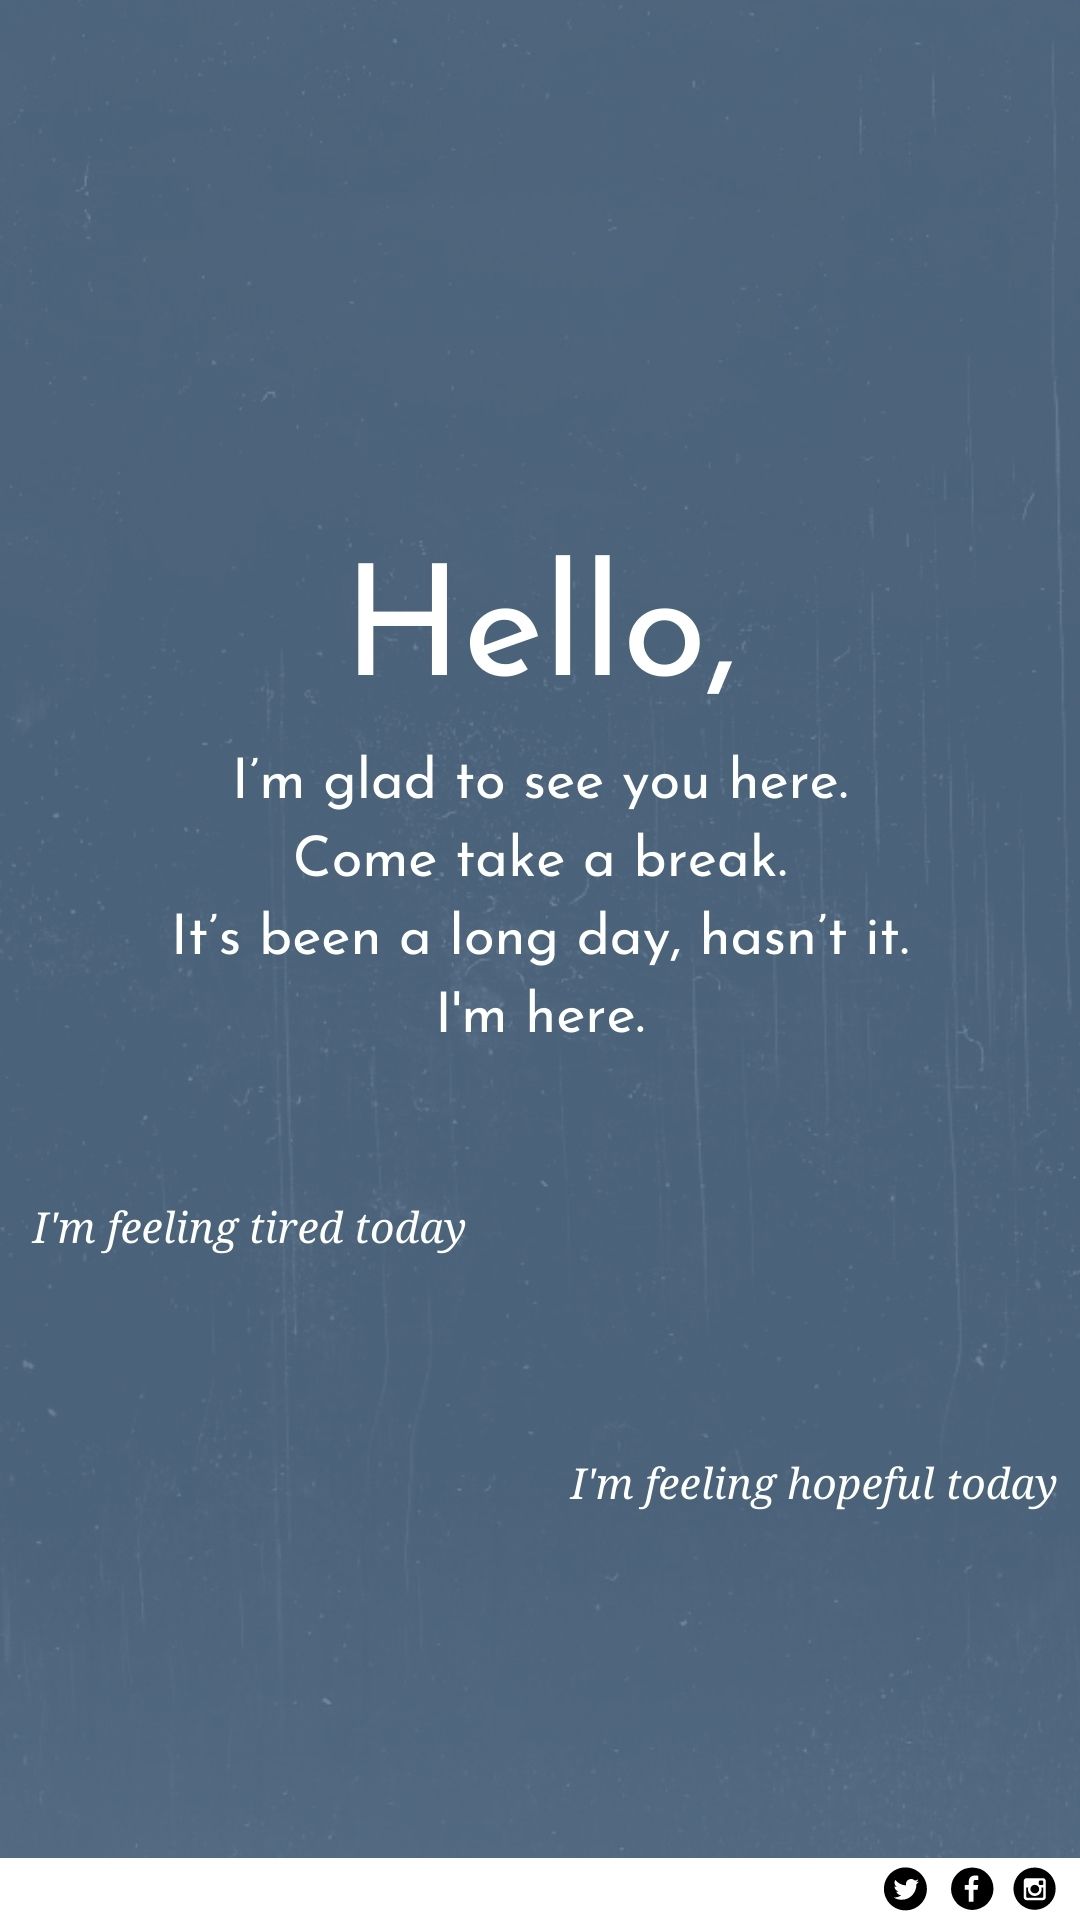 Hello,
I’m glad to see you here.
Come take a break.
It’s been a long day, hasn’t it.
I'm here.
I'm feeling tired today
I'm feeling hopeful today